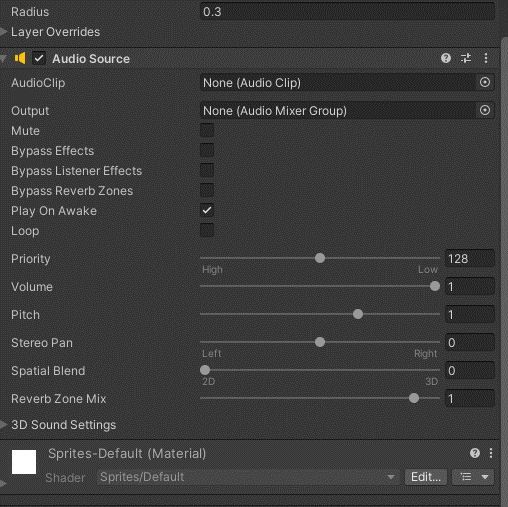 Radius 0.3
Layer Overrides
Audio Source
AudioClip None (Audio Clip)
Output None (Audio Mixer Group)
Mute
Bypass Effects
Bypass Listener Effects
Bypass Reverb Zones
Play On Awake
Loop
Priority 128
High Low
Volume 1
Pitch 1
Stereo Pan 0
Left Right
Spatial Blend 0
2D 3D
Reverb Zone Mix 1
3D Sound Settings
Sprites-Default (Material)
Shader Sprites/Default Edit...